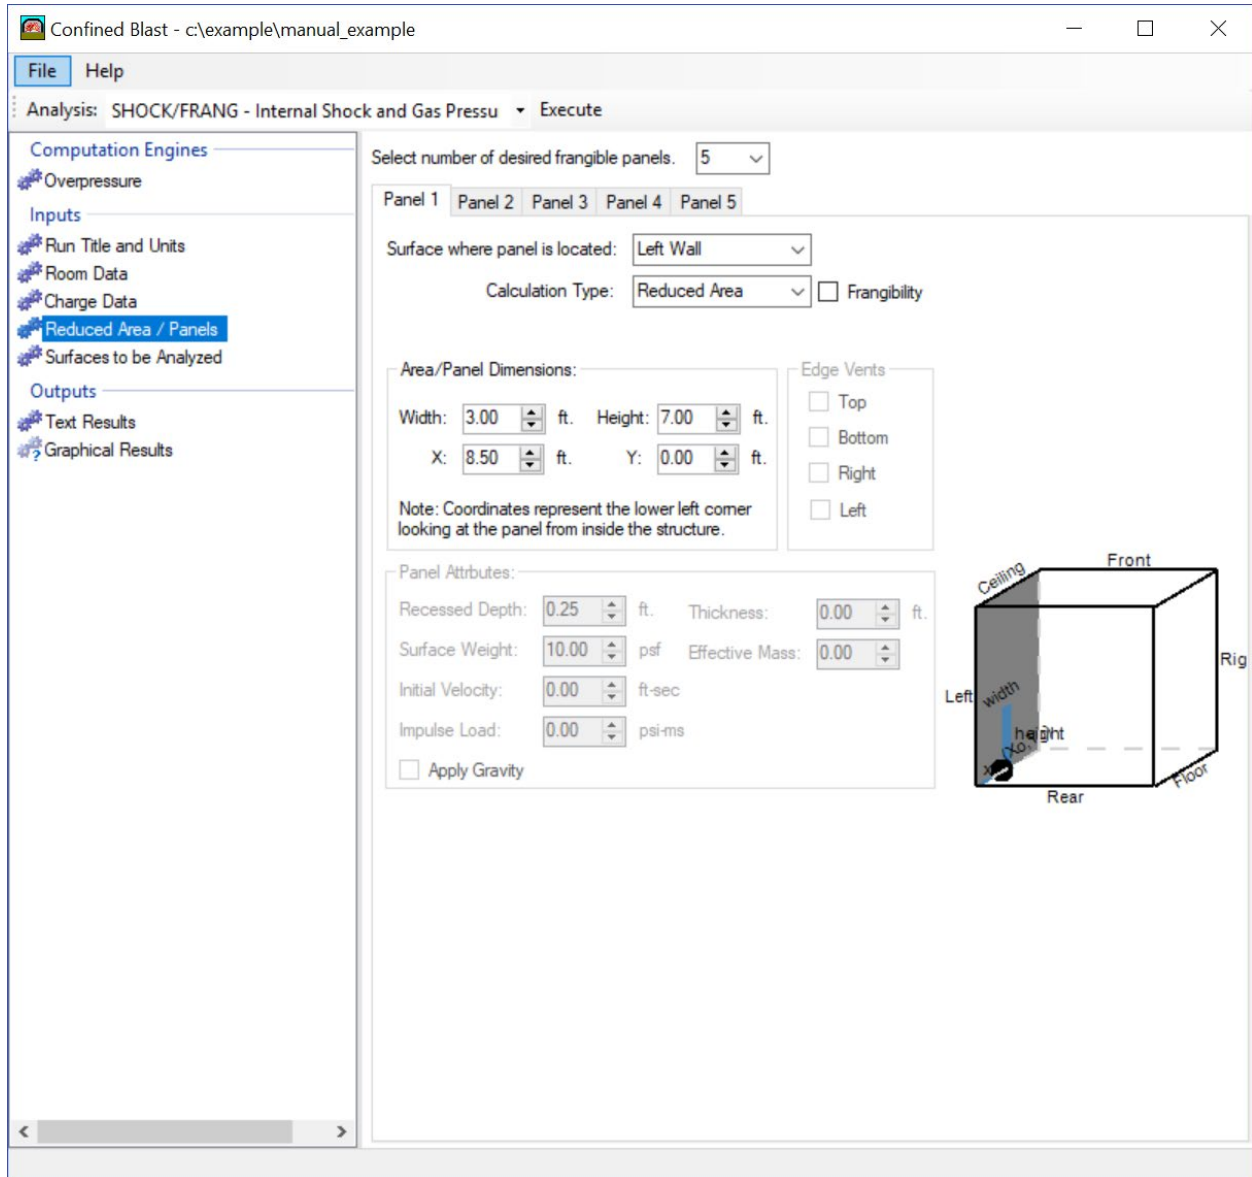 Confined Blast - c:\example\manual_example
File Help
Analysis: SHOCK/FRANG - Internal Shock and Gas Pressu Execute
Computation Engines
Overpressure
Inputs
Run Title and Units
Room Data
Charge Data
Reduced Area / Panels
Surfaces to be Analyzed
Outputs
Text Results
Graphical Results
Select number of desired frangible panels. 5
Panel 1 Panel 2 Panel 3 Panel 4 Panel 5
Surface where panel is located: Left Wall
Calculation Type: Reduced Area Frangibility
Area/Panel Dimensions:
Width: 3.00 ft. Height: 7.00 ft.
X: 8.50 ft. Y: 0.00 ft.
Note: Coordinates represent the lower left corner
looking at the panel from inside the structure.
Edge Vents
Top
Bottom
Right
Left
Panel Attrbutes:
Recessed Depth: 0.25 ft. Thickness: 0.00 ft.
Surface Weight: 10.00 psf Effective Mass: 0.00
Initial Velocity: 0.00 ft-sec
Impulse Load: 0.00 psi-ms
Apply Gravity
Ceiling
Front
Left
Rig
width
height
Floor
Rear